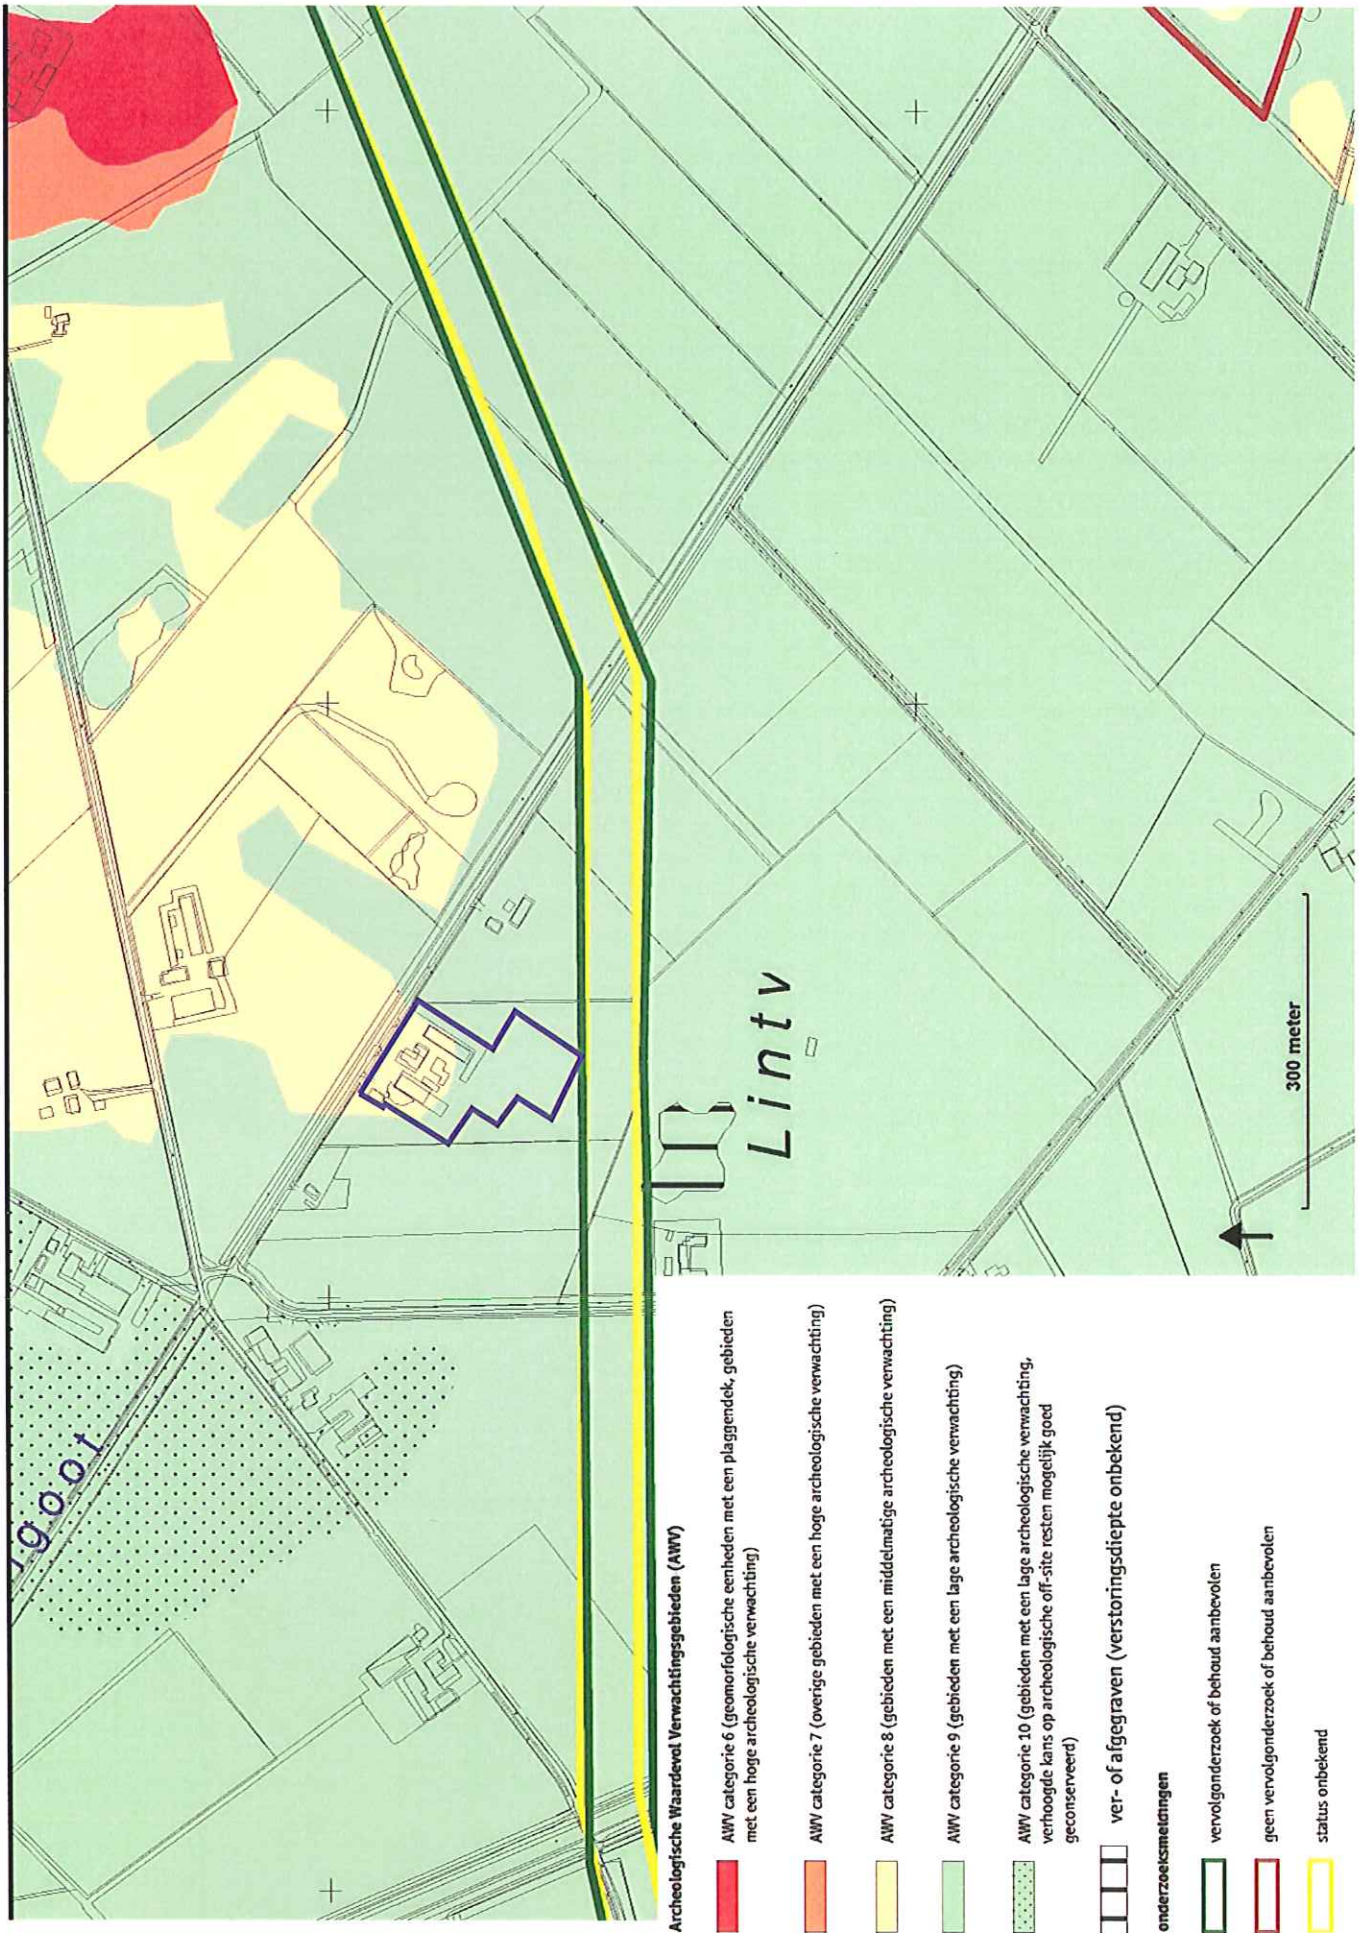 rgoot
Lintv
300 meter
Archeologische Waardevol Verwachtingsgebieden (AWV)
AWV categorie 6 (geomorfologische eenheden met een plaggendek, gebieden
met een hoge archeologische verwachting)
AWV categorie 7 (overige gebieden met een hoge archeologische verwachting)
AWV categorie 8 (gebieden met een middelmatige archeologische verwachting)
AWV categorie 9 (gebieden met een lage archeologische verwachting)
AWV categorie 10 (gebieden met een lage archeologische verwachting,
verhoogde kans op archeologische off-site resten mogelijk goed
geconserveerd)
ver- of afgegraven (verstoringsdiepte onbekend)
onderzoeksmeldingen
vervolgonderzoek of behoud aanbevolen
geen vervolgonderzoek of behoud aanbevolen
status onbekend